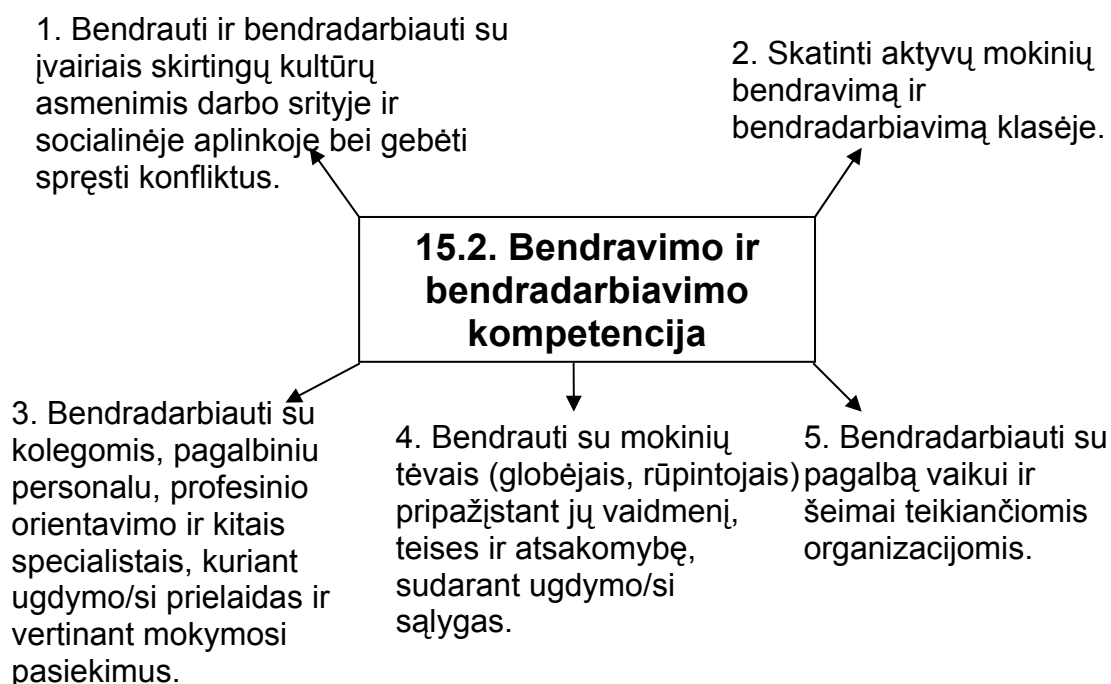 1. Bendrauti ir bendradarbiauti su
įvairiais skirtingų kultūrų
asmenimis darbo srityje ir
socialinėje aplinkoje bei gebėti
spręsti konfliktus.
2. Skatinti aktyvų mokinių
bendravimą ir
bendradarbiavimą klasėje.
15.2. Bendravimo ir
bendradarbiavimo
kompetencija
3. Bendradarbiauti su
kolegomis, pagalbiniu
personalu, profesinio
orientavimo ir kitais
specialistais, kuriant
ugdymo/si prielaidas ir
vertinant mokymosi
pasiekimus.
4. Bendrauti su mokinių
tėvais (globėjais, rūpintojais)
pripažįstant jų vaidmenį,
teises ir atsakomybę,
sudarant ugdymo/si
sąlygas.
5. Bendradarbiauti su
pagalbą vaikui ir
šeimai teikiančiomis
organizacijomis.